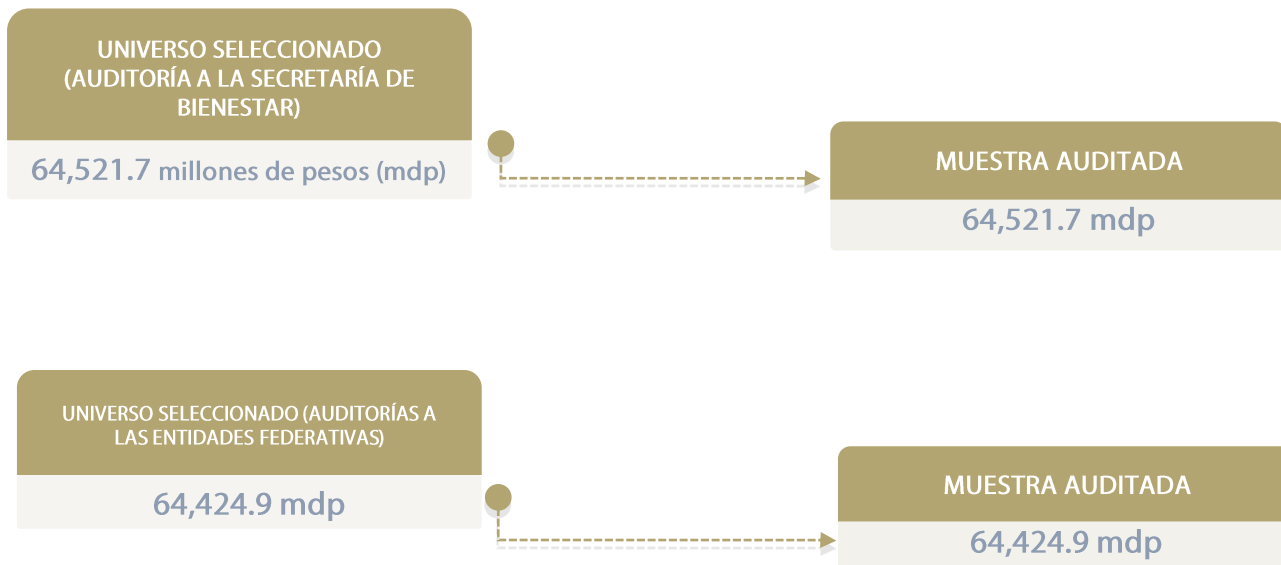 UNIVERSO SELECCIONADO
(AUDITORÍA A LA SECRETARÍA DE
BIENESTAR)
64,521.7 millones de pesos (mdp)
MUESTRA AUDITADA
64,521.7 mdp
UNIVERSO SELECCIONADO (AUDITORÍAS A
LAS ENTIDADES FEDERATIVAS)
64,424.9 mdp
MUESTRA AUDITADA
64,424.9 mdp